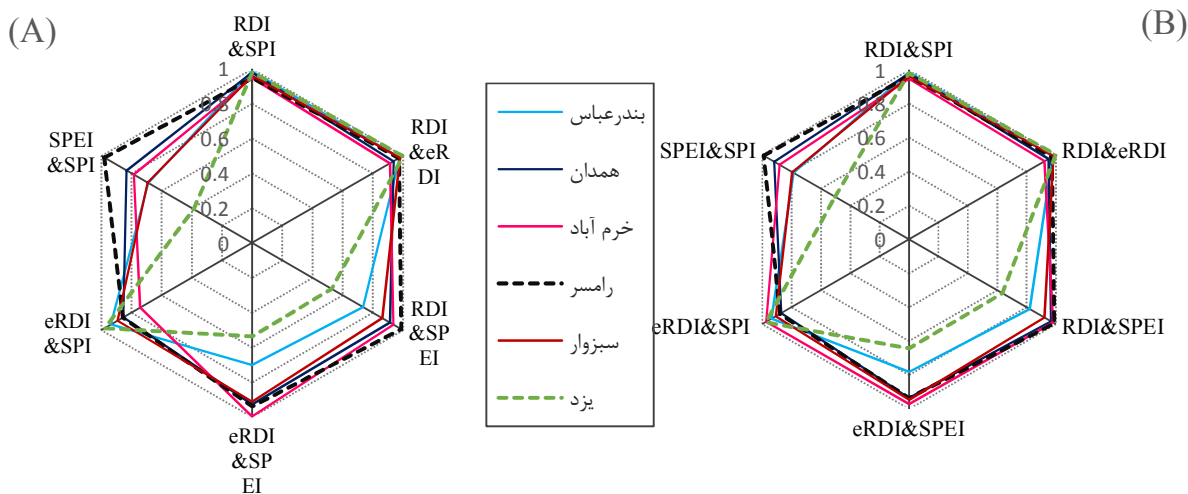 (A)
RDI
&SPI
1
0.8
0.6
0.4
0.2
0
RDI
&eR
DI
RDI
&SP
EI
eRDI
&SP
EI
eRDI
&SPI
SPEI
&SPI
بندرعباس
همدان
خرم آباد
رامسر
سبزوار
یزد
(B)
RDI&SPI
1
0.8
0.6
0.4
0.2
0
RDI&eRDI
RDI&SPEI
eRDI&SPEI
eRDI&SPI
SPEI&SPI